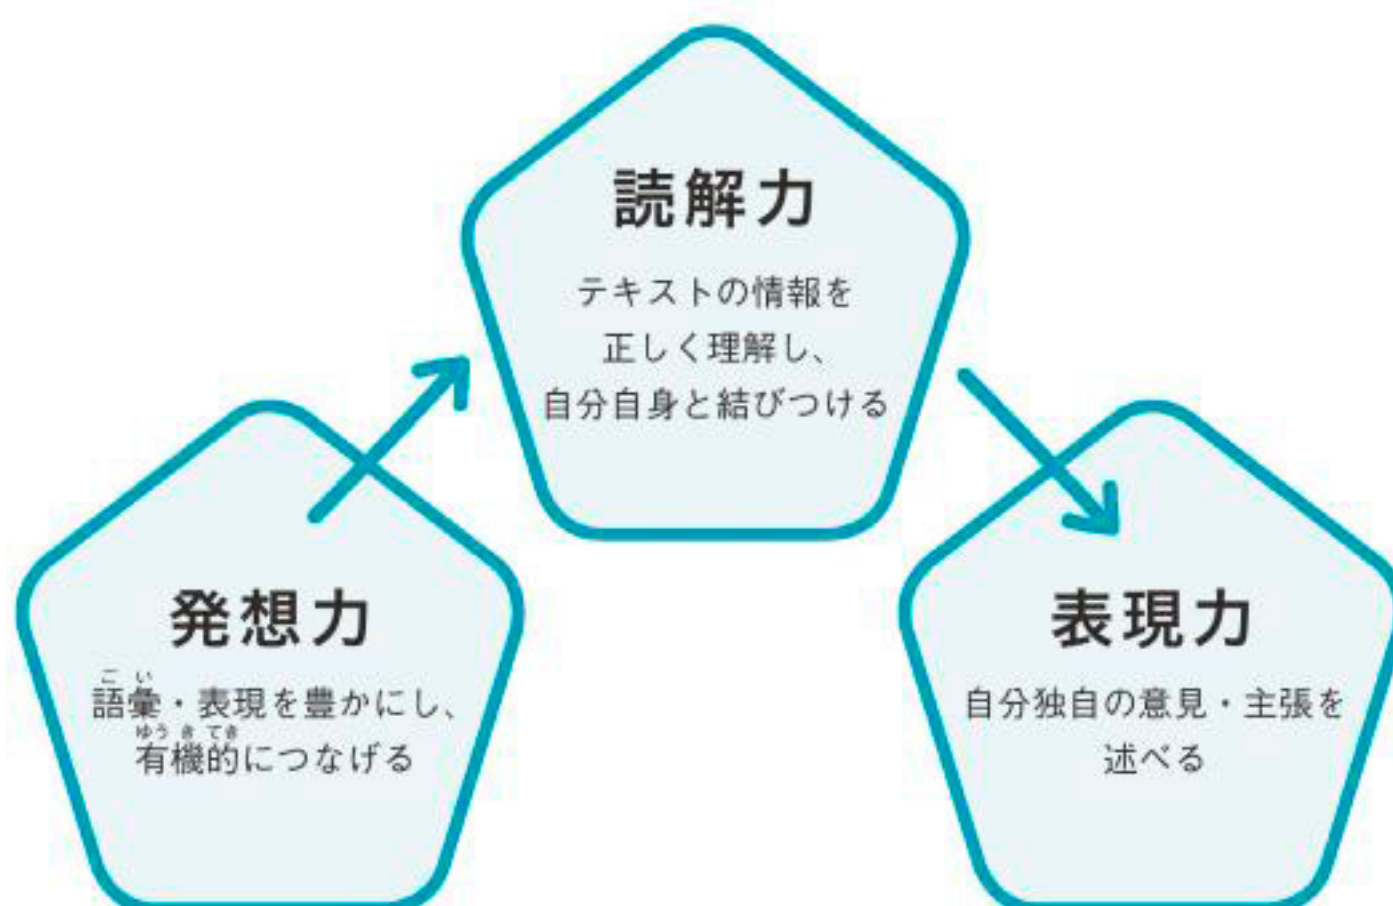 読解力
テキストの情報を
正しく理解し、
自分自身と結びつける
発想力
ごい
語彙・表現を豊かにし、
ゆうきてき
有機的につなげる
表現力
自分独自の意見・主張を
述べる